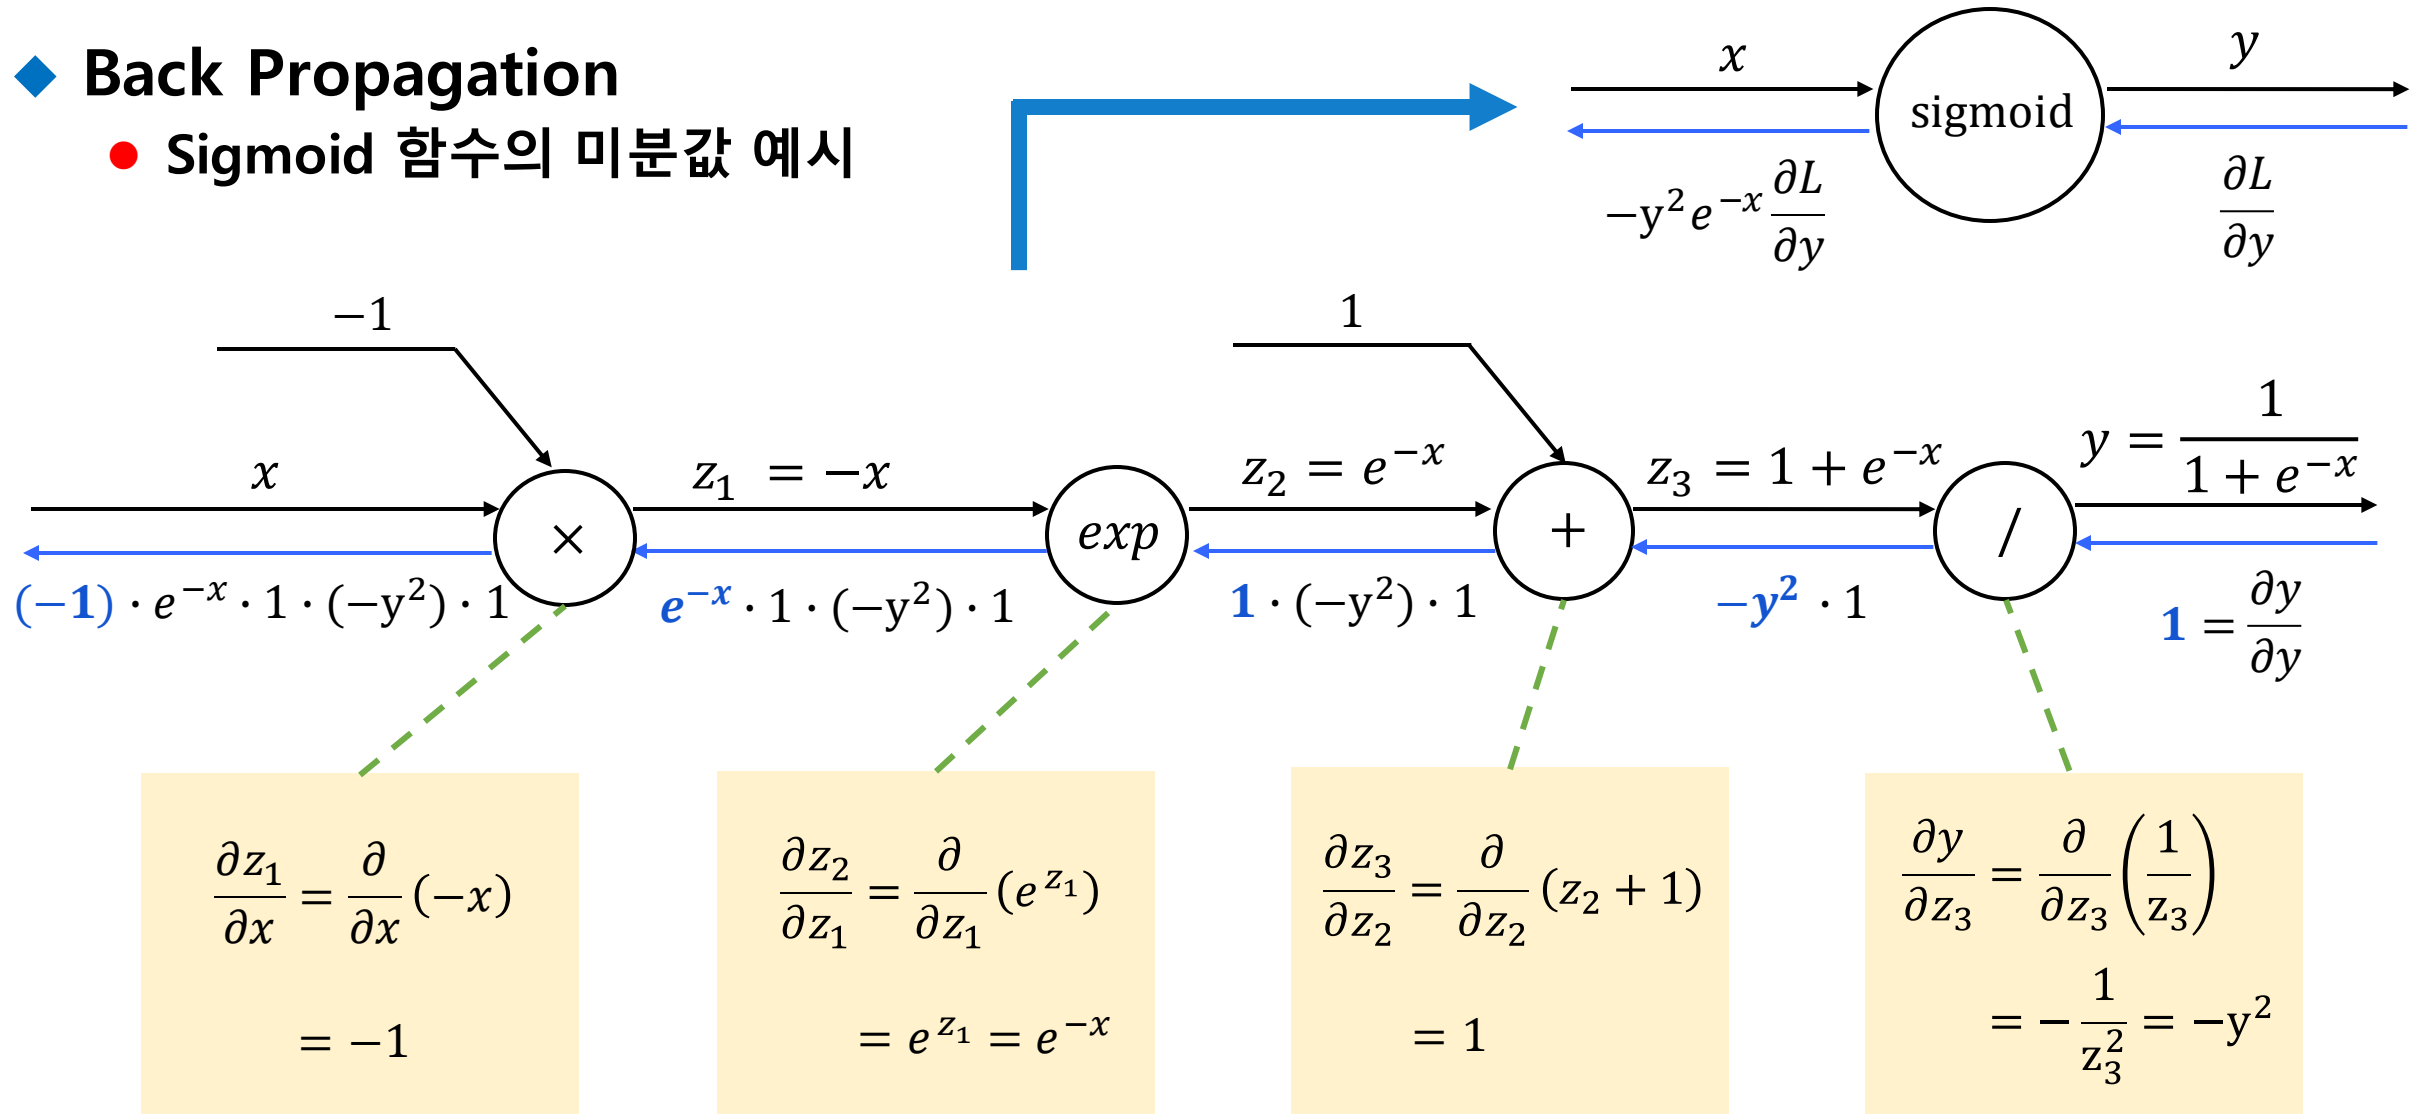 Back Propagation
Sigmoid 함수의 미분값 예시
x
sigmoid
y
−y² e^{−x} ∂L/∂y
∂L/∂y
−1
1
x
×
z₁ = −x
exp
z₂ = e^{−x}
+
z₃ = 1 + e^{−x}
/
y = 1/(1 + e^{−x})
(−1) · e^{−x} · 1 · (−y²) · 1
e^{−x} · 1 · (−y²) · 1
1 · (−y²) · 1
−y² · 1
1 = ∂y/∂y
∂z₁/∂x = ∂/∂x (−x)
= −1
∂z₂/∂z₁ = ∂/∂z₁ (e^{z₁})
= e^{z₁} = e^{−x}
∂z₃/∂z₂ = ∂/∂z₂ (z₂ + 1)
= 1
∂y/∂z₃ = ∂/∂z₃ (1/z₃)
= − 1/z₃² = −y²